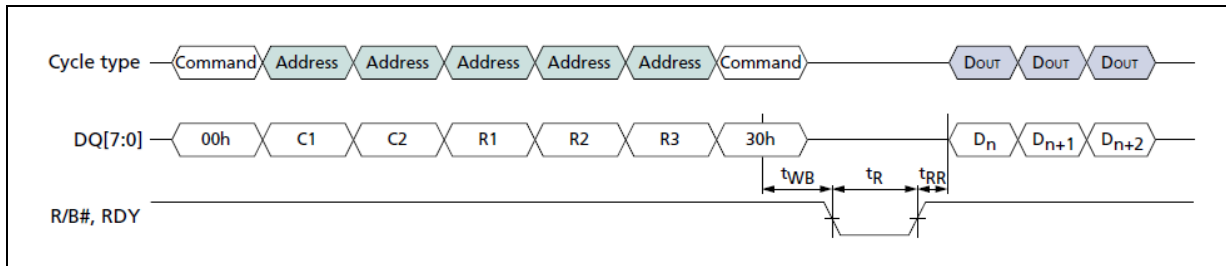 Cycle type Command Address Address Address Address Address Command DOUT DOUT DOUT
DQ[7:0] 00h C1 C2 R1 R2 R3 30h Dn Dn+1 Dn+2
tWB tR tRR
R/B#, RDY